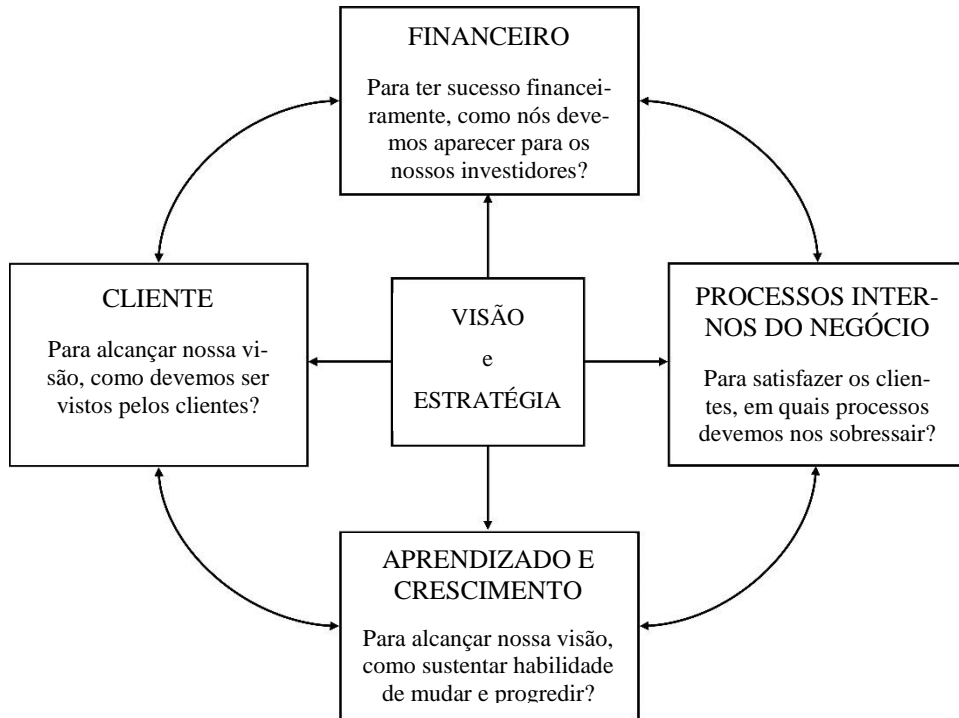 FINANCEIRO
Para ter sucesso financei-
ramente, como nós deve-
mos aparecer para os
nossos investidores?
CLIENTE
Para alcançar nossa vi-
são, como devemos ser
vistos pelos clientes?
VISÃO
e
ESTRATÉGIA
PROCESSOS INTER-
NOS DO NEGÓCIO
Para satisfazer os clien-
tes, em quais processos
devemos nos sobressair?
APRENDIZADO E
CRESCIMENTO
Para alcançar nossa visão,
como sustentar habilidade
de mudar e progredir?